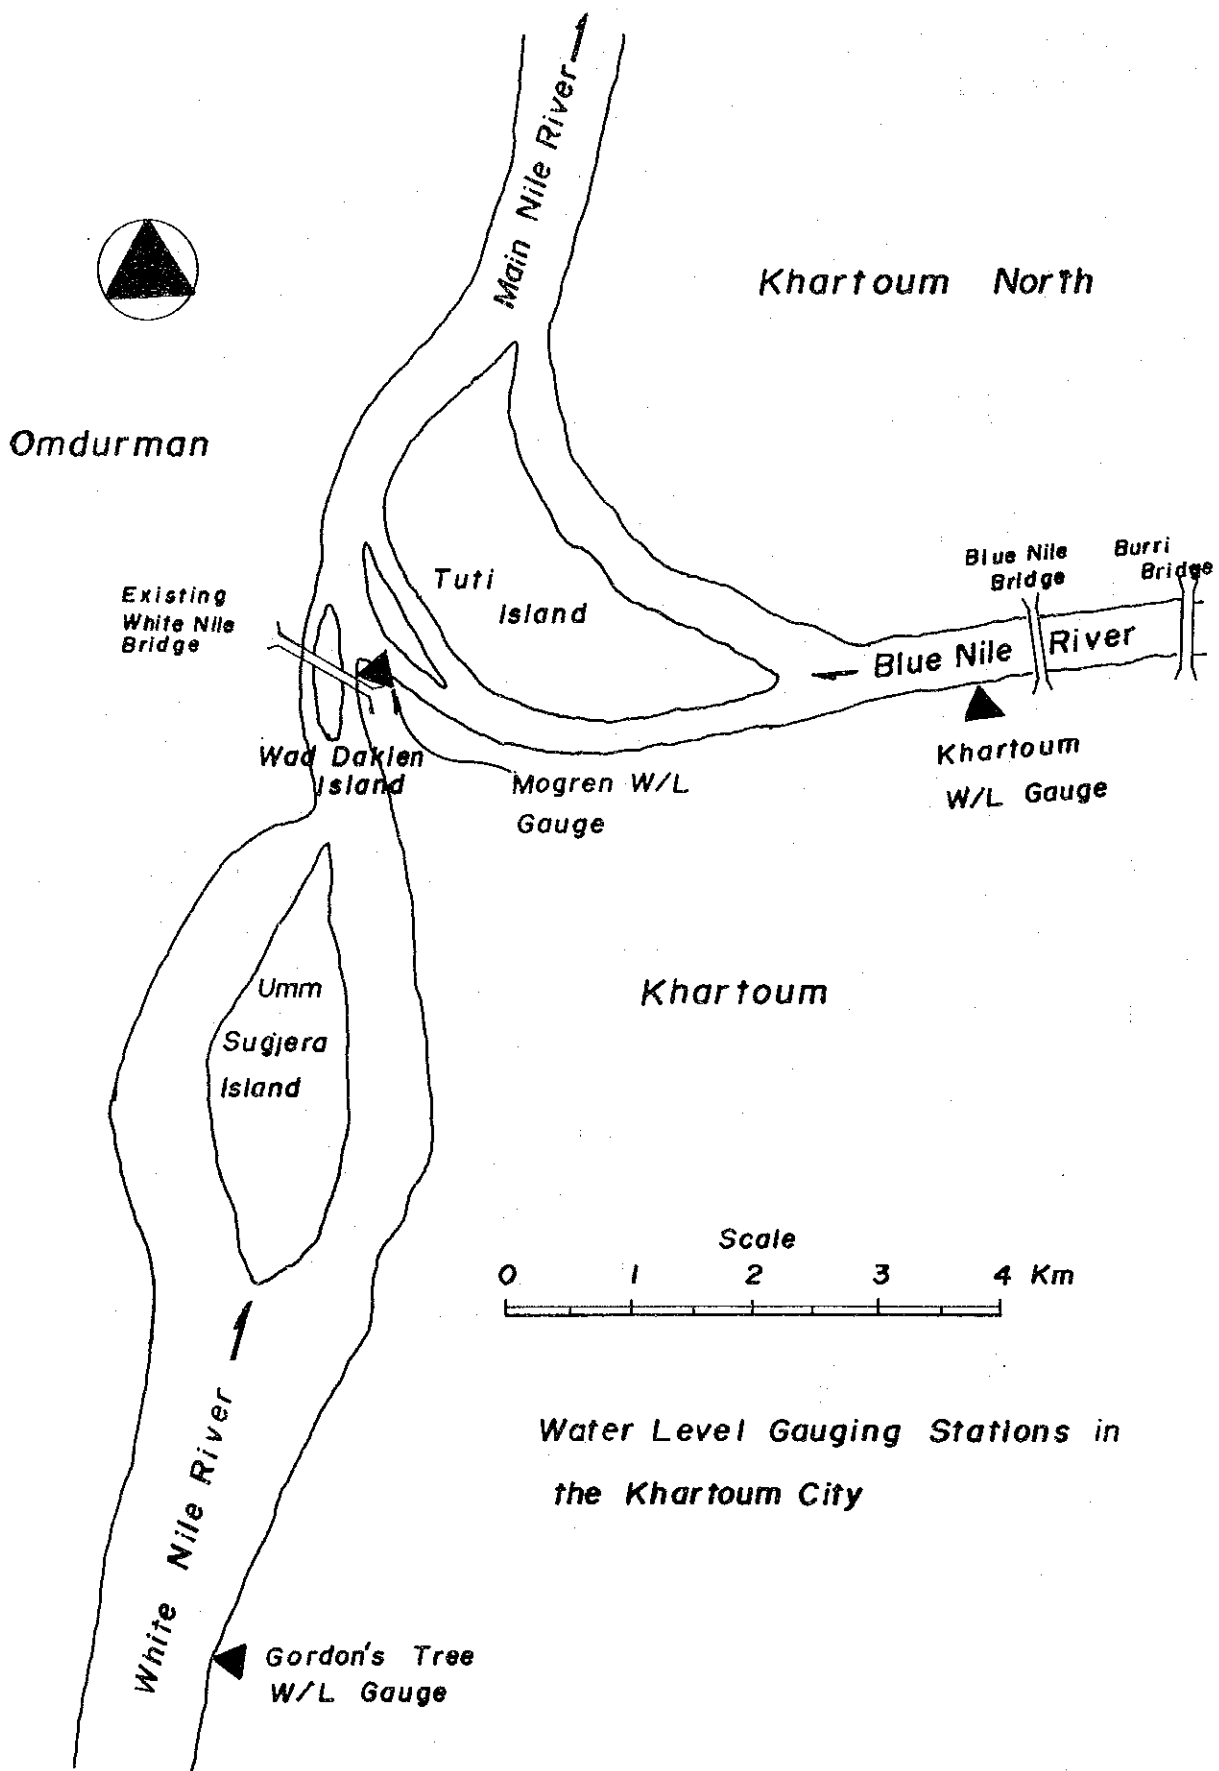 Main Nile River
Khartoum North
Omdurman
Blue Nile
Bridge
Burri
Bridge
Existing
White Nile
Bridge
Tuti
Island
Blue Nile River
Wad Daklen
Island
Mogren W/L
Gauge
Khartoum
W/L Gauge
Umm
Sugjera
Island
Khartoum
Scale
0 1 2 3 4 Km
Water Level Gauging Stations in
the Khartoum City
White Nile River
Gordon's Tree
W/L Gauge